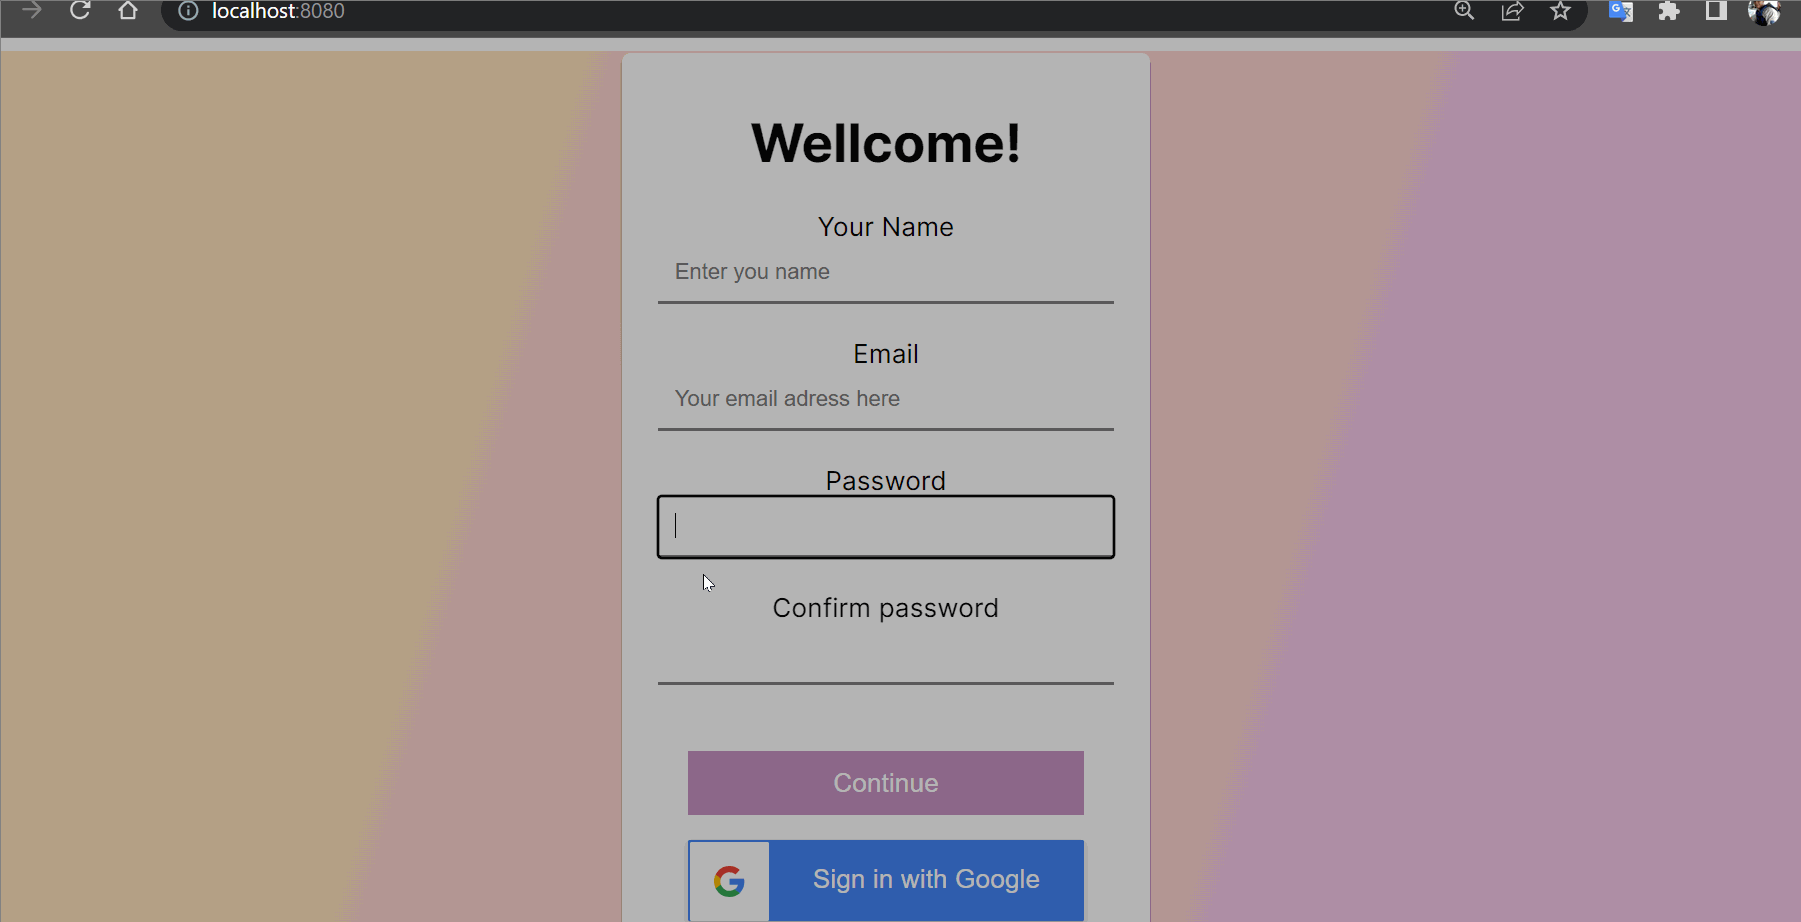 localhost:8080
Wellcome!
Your Name
Enter you name
Email
Your email adress here
Password
Confirm password
Continue
G Sign in with Google